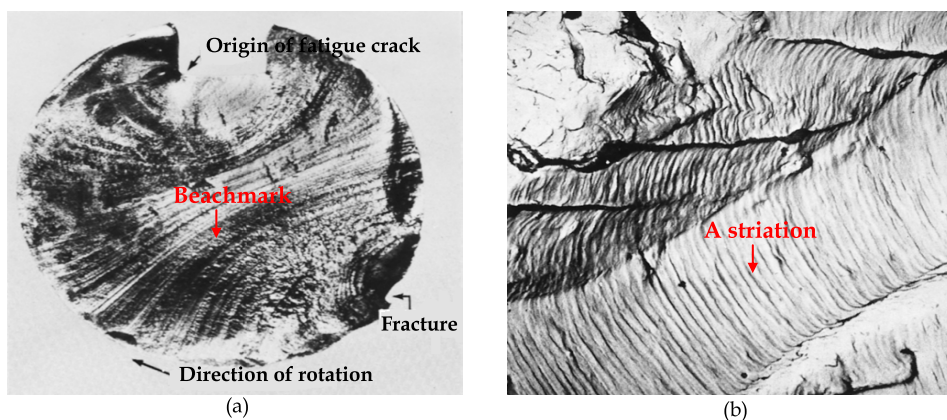 Origin of fatigue crack
Beachmark
Fracture
Direction of rotation
(a)
A striation
(b)